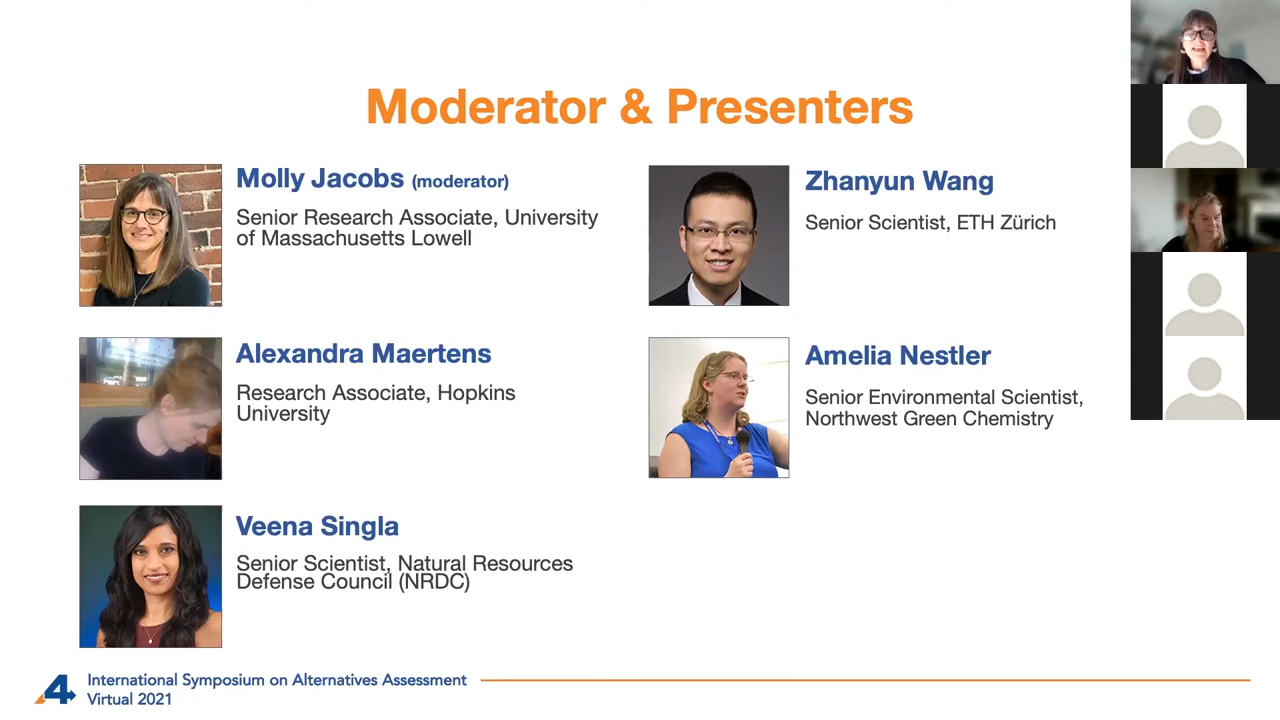 Moderator & Presenters
Molly Jacobs (moderator)
Senior Research Associate, University
of Massachusetts Lowell
Zhanyun Wang
Senior Scientist, ETH Zürich
Alexandra Maertens
Research Associate, Hopkins
University
Amelia Nestler
Senior Environmental Scientist,
Northwest Green Chemistry
Veena Singla
Senior Scientist, Natural Resources
Defense Council (NRDC)
A4
International Symposium on Alternatives Assessment
Virtual 2021